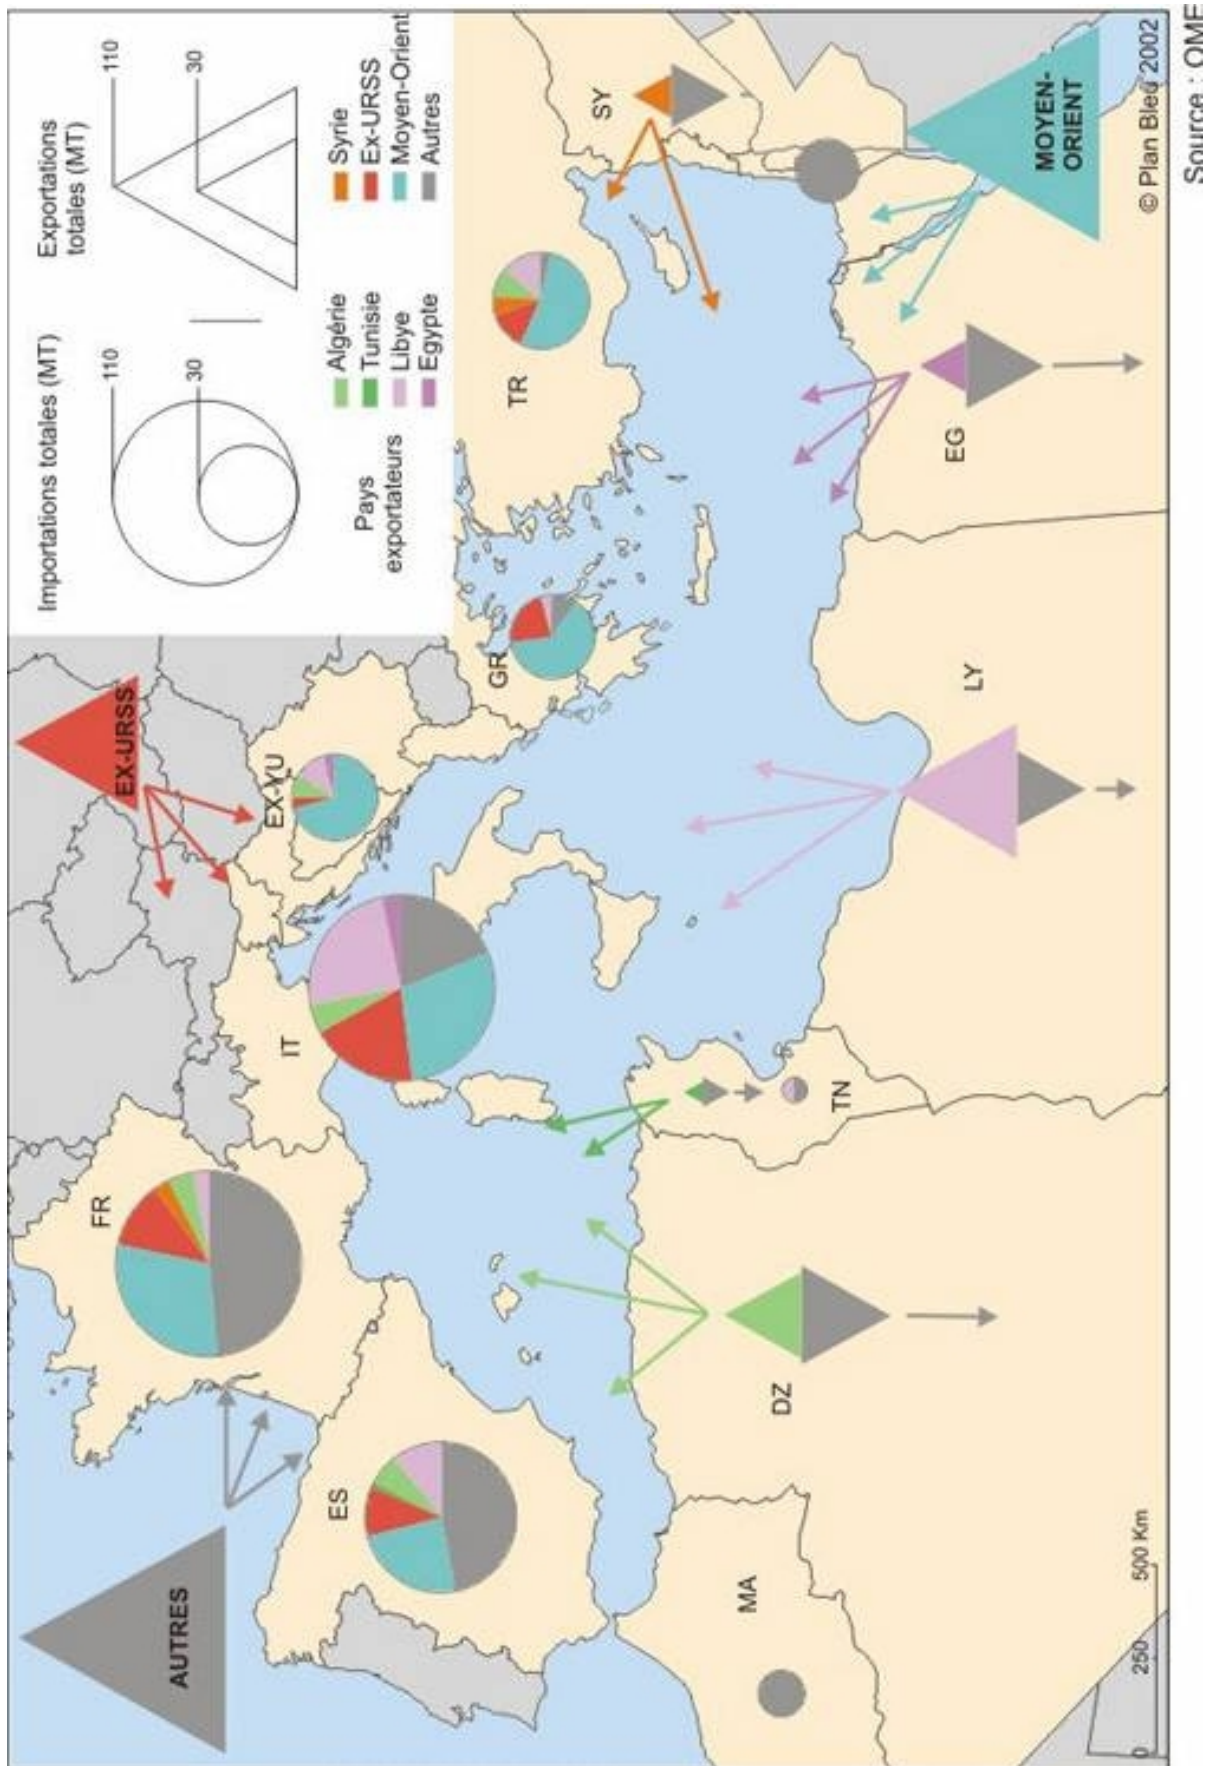 Importations totales (MT)
110
30
Exportations
totales (MT)
110
30
Pays
exportateurs
Algérie
Tunisie
Libye
Egypte
Syrie
Ex-URSS
Moyen-Orient
Autres
AUTRES
FR
ES
IT
EX-URSS
EX-YU
GR
TR
SY
MA
DZ
TN
LY
EG
MOYEN-
ORIENT
0 250 500 Km
© Plan Bleu 2002
Source : OME